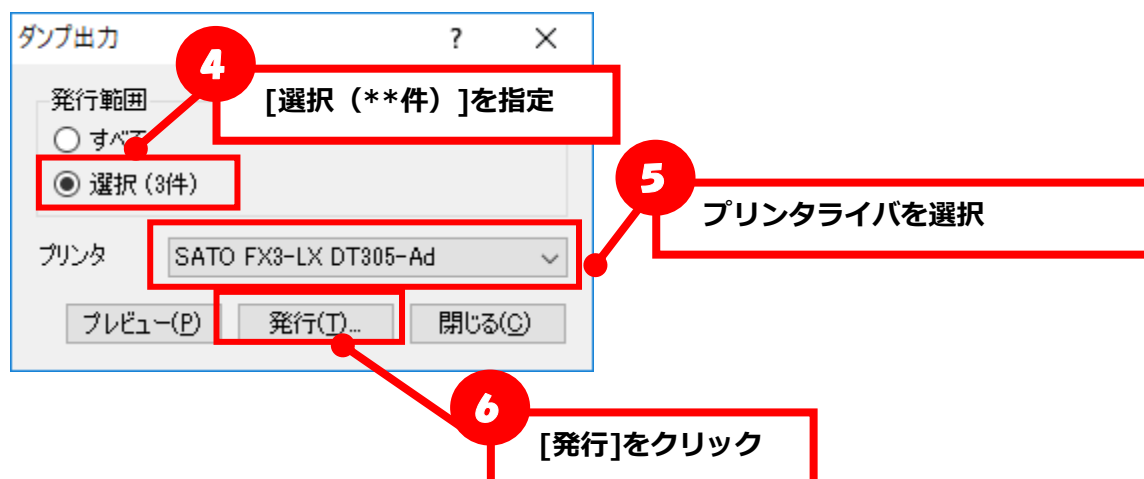 ダンプ出力
?
4
[選択（**件）]を指定
発行範囲
すべて
選択 (3件)
5
プリンタライバを選択
プリンタ
SATO FX3-LX DT305-Ad
プレビュー(P)
発行(T)...
閉じる(C)
6
[発行]をクリック